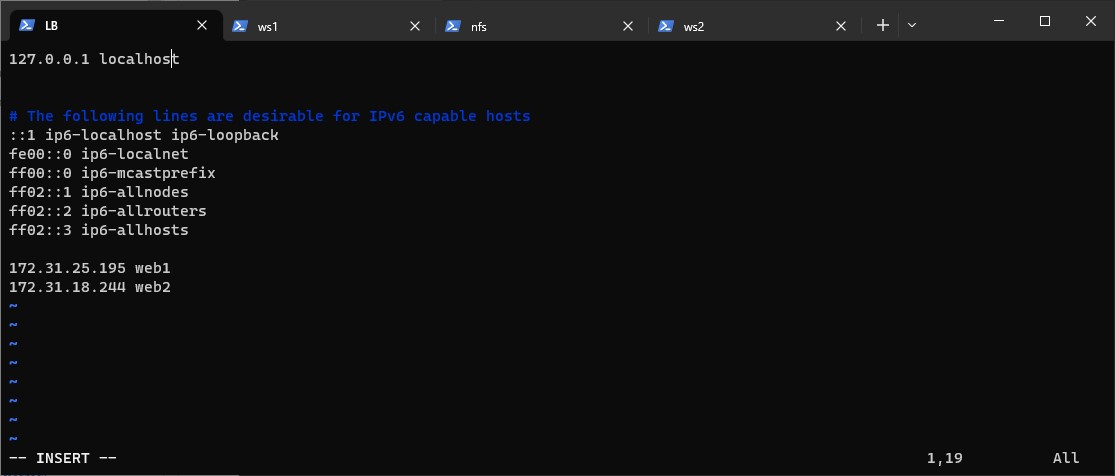 LB
ws1
nfs
ws2
127.0.0.1 localhost
# The following lines are desirable for IPv6 capable hosts
::1 ip6-localhost ip6-loopback
fe00::0 ip6-localnet
ff00::0 ip6-mcastprefix
ff02::1 ip6-allnodes
ff02::2 ip6-allrouters
ff02::3 ip6-allhosts
172.31.25.195 web1
172.31.18.244 web2
~
~
~
~
~
~
~
~
-- INSERT -- 1,19 All